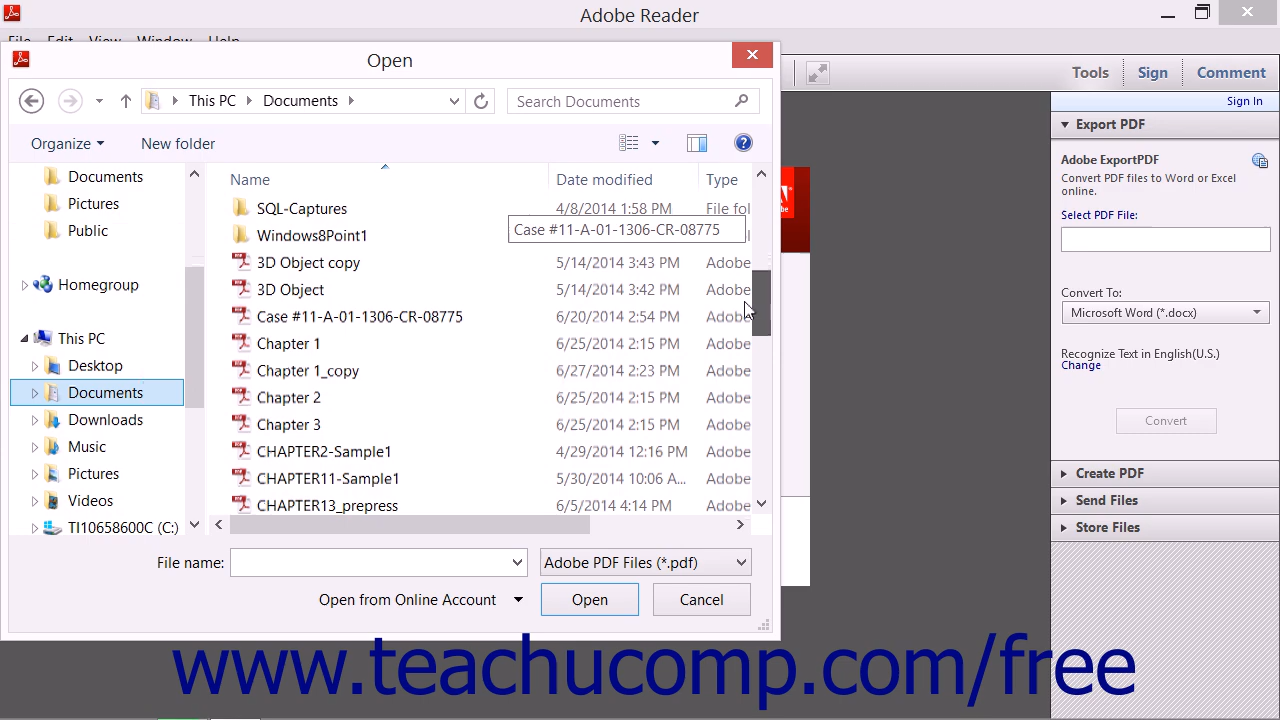 Adobe Reader
File Edit View Window Help
Open
This PC Documents
Search Documents
Tools Sign Comment
Sign In
Organize New folder
Documents
Pictures
Public
Homegroup
This PC
Desktop
Documents
Downloads
Music
Pictures
Videos
TI10658600C (C:)
Name Date modified Type
SQL-Captures 4/8/2014 1:58 PM File fol
Case #11-A-01-1306-CR-08775
Windows8Point1
3D Object copy 5/14/2014 3:43 PM Adobe
3D Object 5/14/2014 3:42 PM Adobe
Case #11-A-01-1306-CR-08775 6/20/2014 2:54 PM Adobe
Chapter 1 6/25/2014 2:15 PM Adobe
Chapter 1_copy 6/27/2014 2:23 PM Adobe
Chapter 2 6/25/2014 2:15 PM Adobe
Chapter 3 6/25/2014 2:15 PM Adobe
CHAPTER2-Sample1 4/29/2014 12:16 PM Adobe
CHAPTER11-Sample1 5/30/2014 10:06 A... Adobe
CHAPTER13_prepress 6/5/2014 4:14 PM Adobe
File name: Adobe PDF Files (*.pdf)
Open from Online Account Open Cancel
Export PDF
Adobe ExportPDF
Convert PDF files to Word or Excel
online.
Select PDF File:
Convert To:
Microsoft Word (*.docx)
Recognize Text in English(U.S.)
Change
Convert
Create PDF
Send Files
Store Files
www.teachucomp.com/free